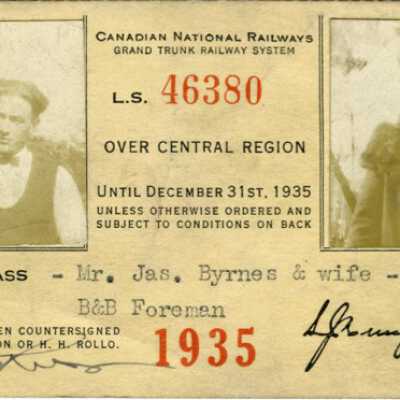 CANADIAN NATIONAL RAILWAYS
GRAND TRUNK RAILWAY SYSTEM
L.S. 46380
OVER CENTRAL REGION
UNTIL DECEMBER 31ST, 1935
UNLESS OTHERWISE ORDERED AND
SUBJECT TO CONDITIONS ON BACK
ASS - Mr. Jas. Byrnes & wife -
B&B Foreman
EN COUNTERSIGNED
ON OR H. H. ROLLO.
1935